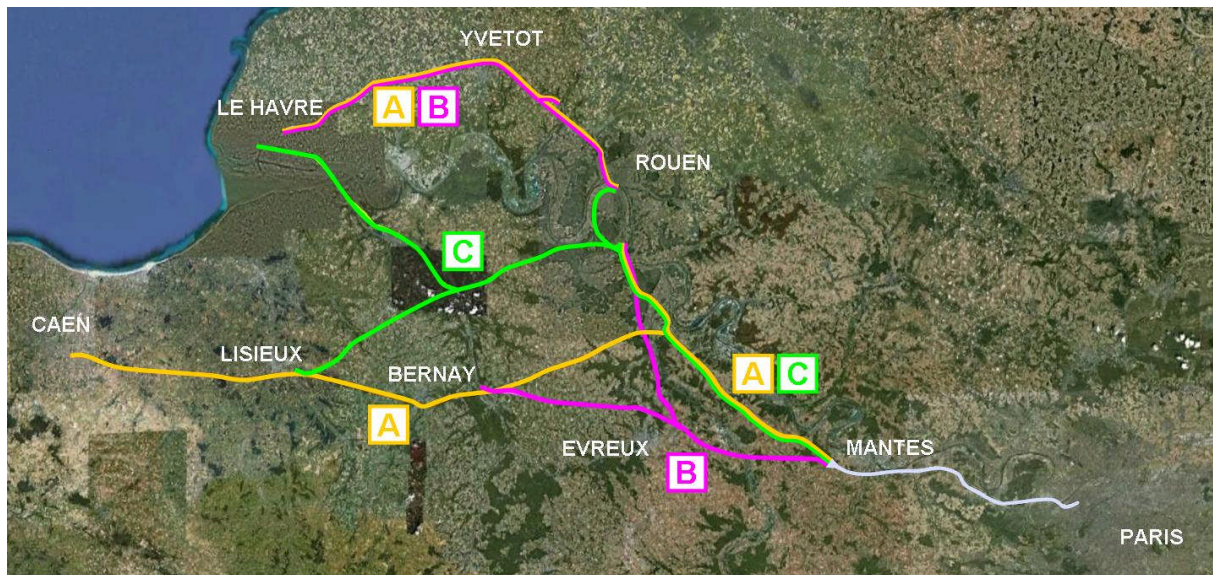 YVETOT
LE HAVRE
A B
ROUEN
C
CAEN
LISIEUX
BERNAY
A C
A
EVREUX
MANTES
B
PARIS